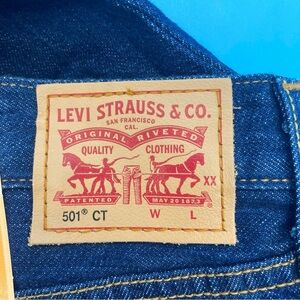 LEVI STRAUSS & CO.
SAN FRANCISCO
CAL.
ORIGINAL RIVETED
QUALITY CLOTHING
XX
PATENTED MAY 20 1873
501® CT W L